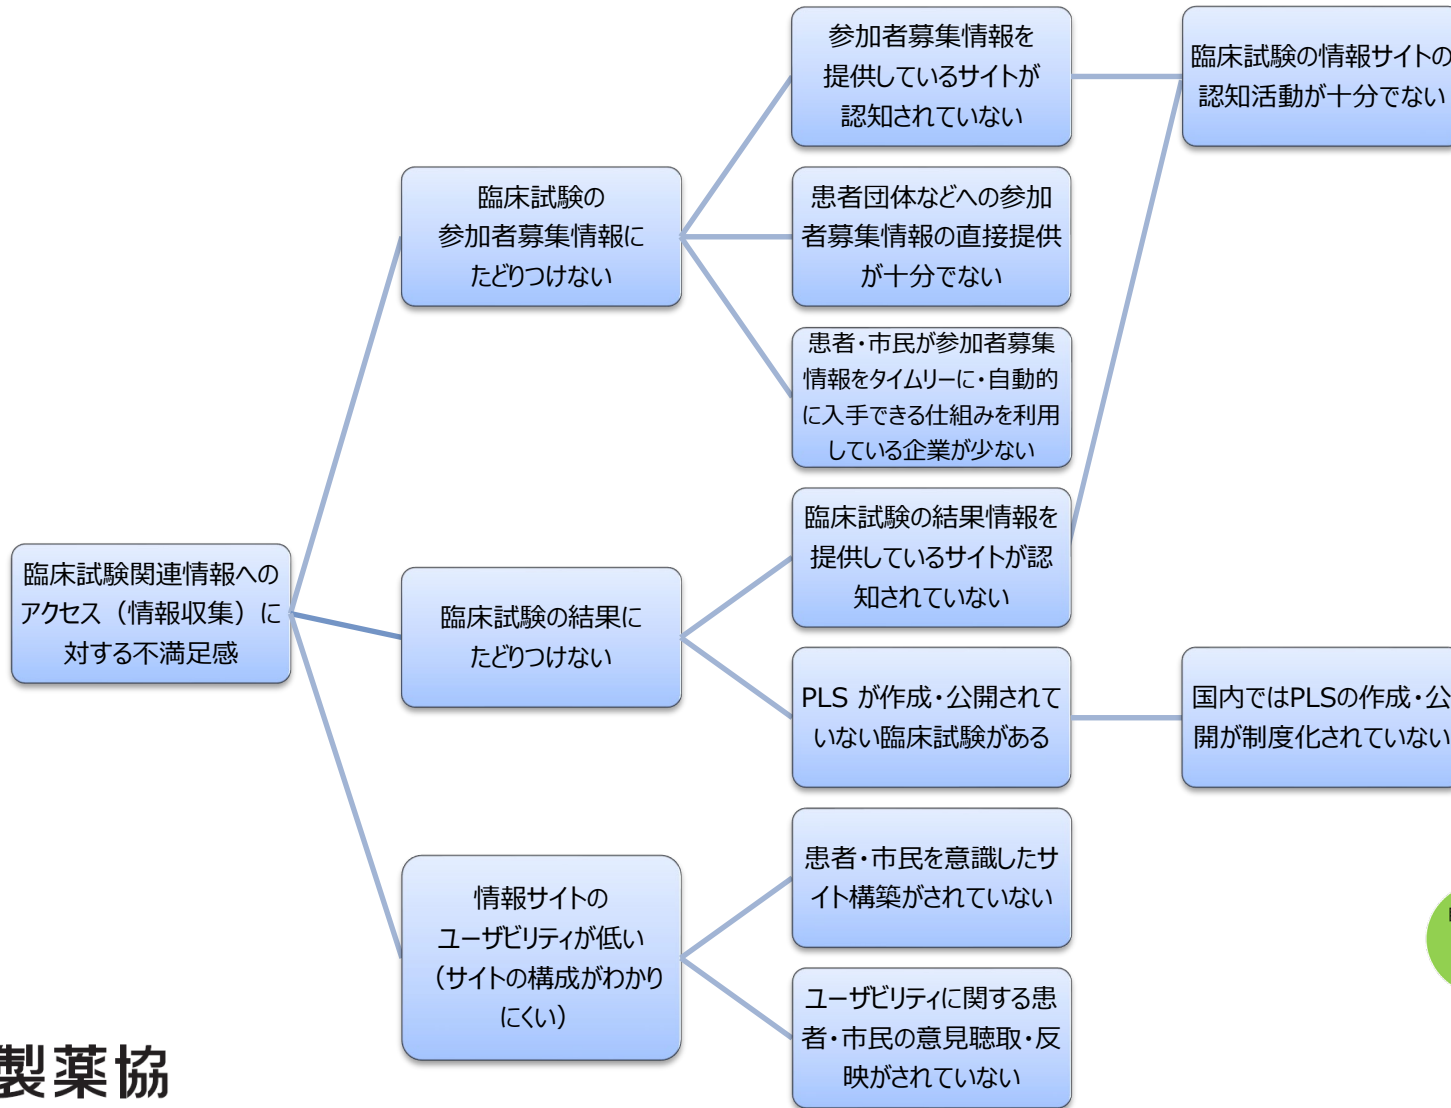 臨床試験関連情報への
アクセス（情報収集）に
対する不満足感
臨床試験の
参加者募集情報に
たどりつけない
臨床試験の結果に
たどりつけない
情報サイトの
ユーザビリティが低い
（サイトの構成がわかり
にくい）
参加者募集情報を
提供しているサイトが
認知されていない
患者団体などへの参加
者募集情報の直接提供
が十分でない
患者・市民が参加者募集
情報をタイムリーに・自動的
に入手できる仕組みを利用
している企業が少ない
臨床試験の結果情報を
提供しているサイトが認
知されていない
PLS が作成・公開されて
いない臨床試験がある
患者・市民を意識したサ
イト構築がされていない
ユーザビリティに関する患
者・市民の意見聴取・反
映がされていない
臨床試験の情報サイトの
認知活動が十分でない
国内ではPLSの作成・公
開が制度化されていない
製薬協